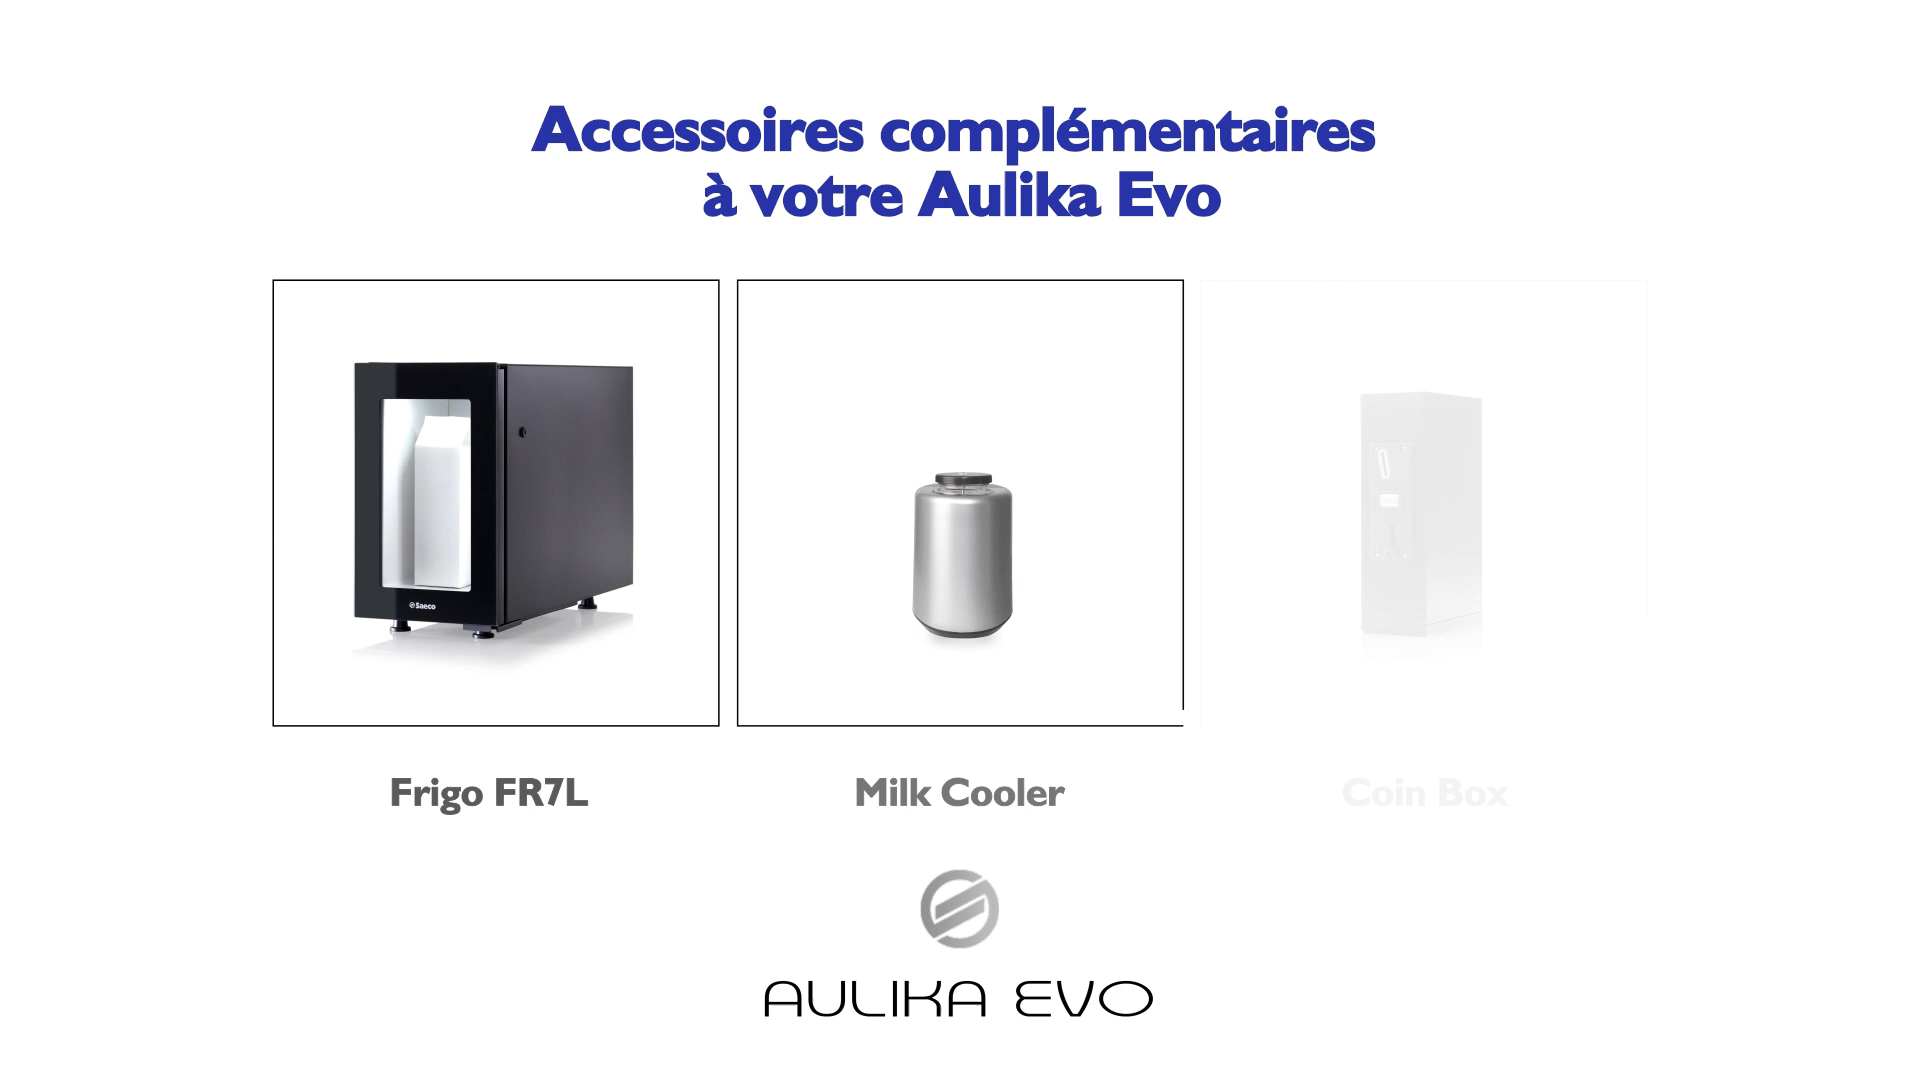 Accessoires complémentaires
à votre Aulika Evo
Saeco
Frigo FR7L
Milk Cooler
Coin Box
AULIKA EVO